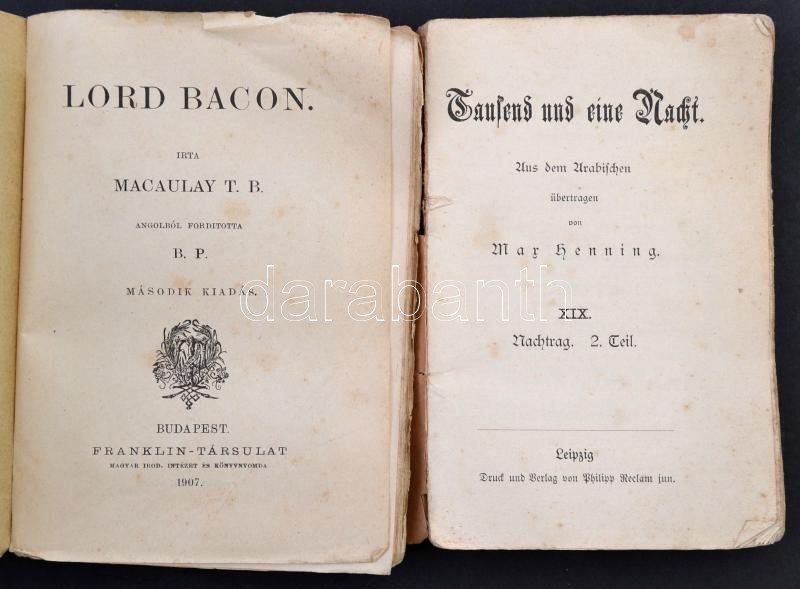 LORD BACON.
IRTA
MACAULAY T. B.
ANGOLBÓL FORDITOTTA
B. P.
MÁSODIK KIADÁS.
BUDAPEST.
FRANKLIN-TÁRSULAT
MAGYAR IROD. INTÉZET ÉS KÖNYVNYOMDA
1907.
Tausend und eine Nacht.
Aus dem Arabischen
übertragen
von
Max Henning.
XIX.
Nachtrag. 2. Teil.
Leipzig
Druck und Verlag von Philipp Reclam jun.
darabanth